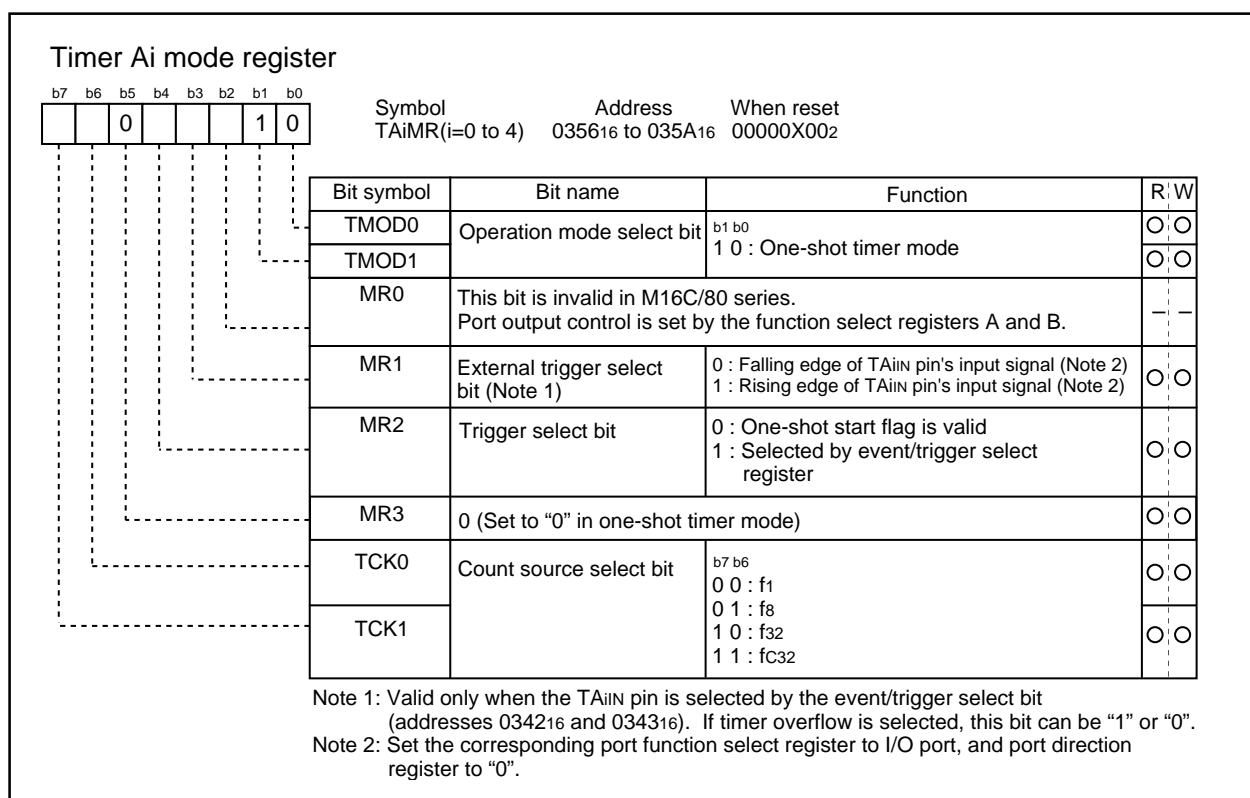 Timer Ai mode register
b7 b6 b5 b4 b3 b2 b1 b0
0 1 0
Symbol Address When reset
TAiMR(i=0 to 4) 035616 to 035A16 00000X002
Bit symbol Bit name Function R W
TMOD0 Operation mode select bit b1 b0
1 0 : One-shot timer mode
TMOD1
MR0 This bit is invalid in M16C/80 series.
Port output control is set by the function select registers A and B. – –
MR1 External trigger select bit (Note 1) 0 : Falling edge of TAiIN pin's input signal (Note 2)
1 : Rising edge of TAiIN pin's input signal (Note 2)
MR2 Trigger select bit 0 : One-shot start flag is valid
1 : Selected by event/trigger select
register
MR3 0 (Set to “0” in one-shot timer mode)
TCK0 Count source select bit b7 b6
0 0 : f1
0 1 : f8
TCK1 1 0 : f32
1 1 : fC32
Note 1: Valid only when the TAiIN pin is selected by the event/trigger select bit
(addresses 034216 and 034316). If timer overflow is selected, this bit can be “1” or “0”.
Note 2: Set the corresponding port function select register to I/O port, and port direction
register to “0”.